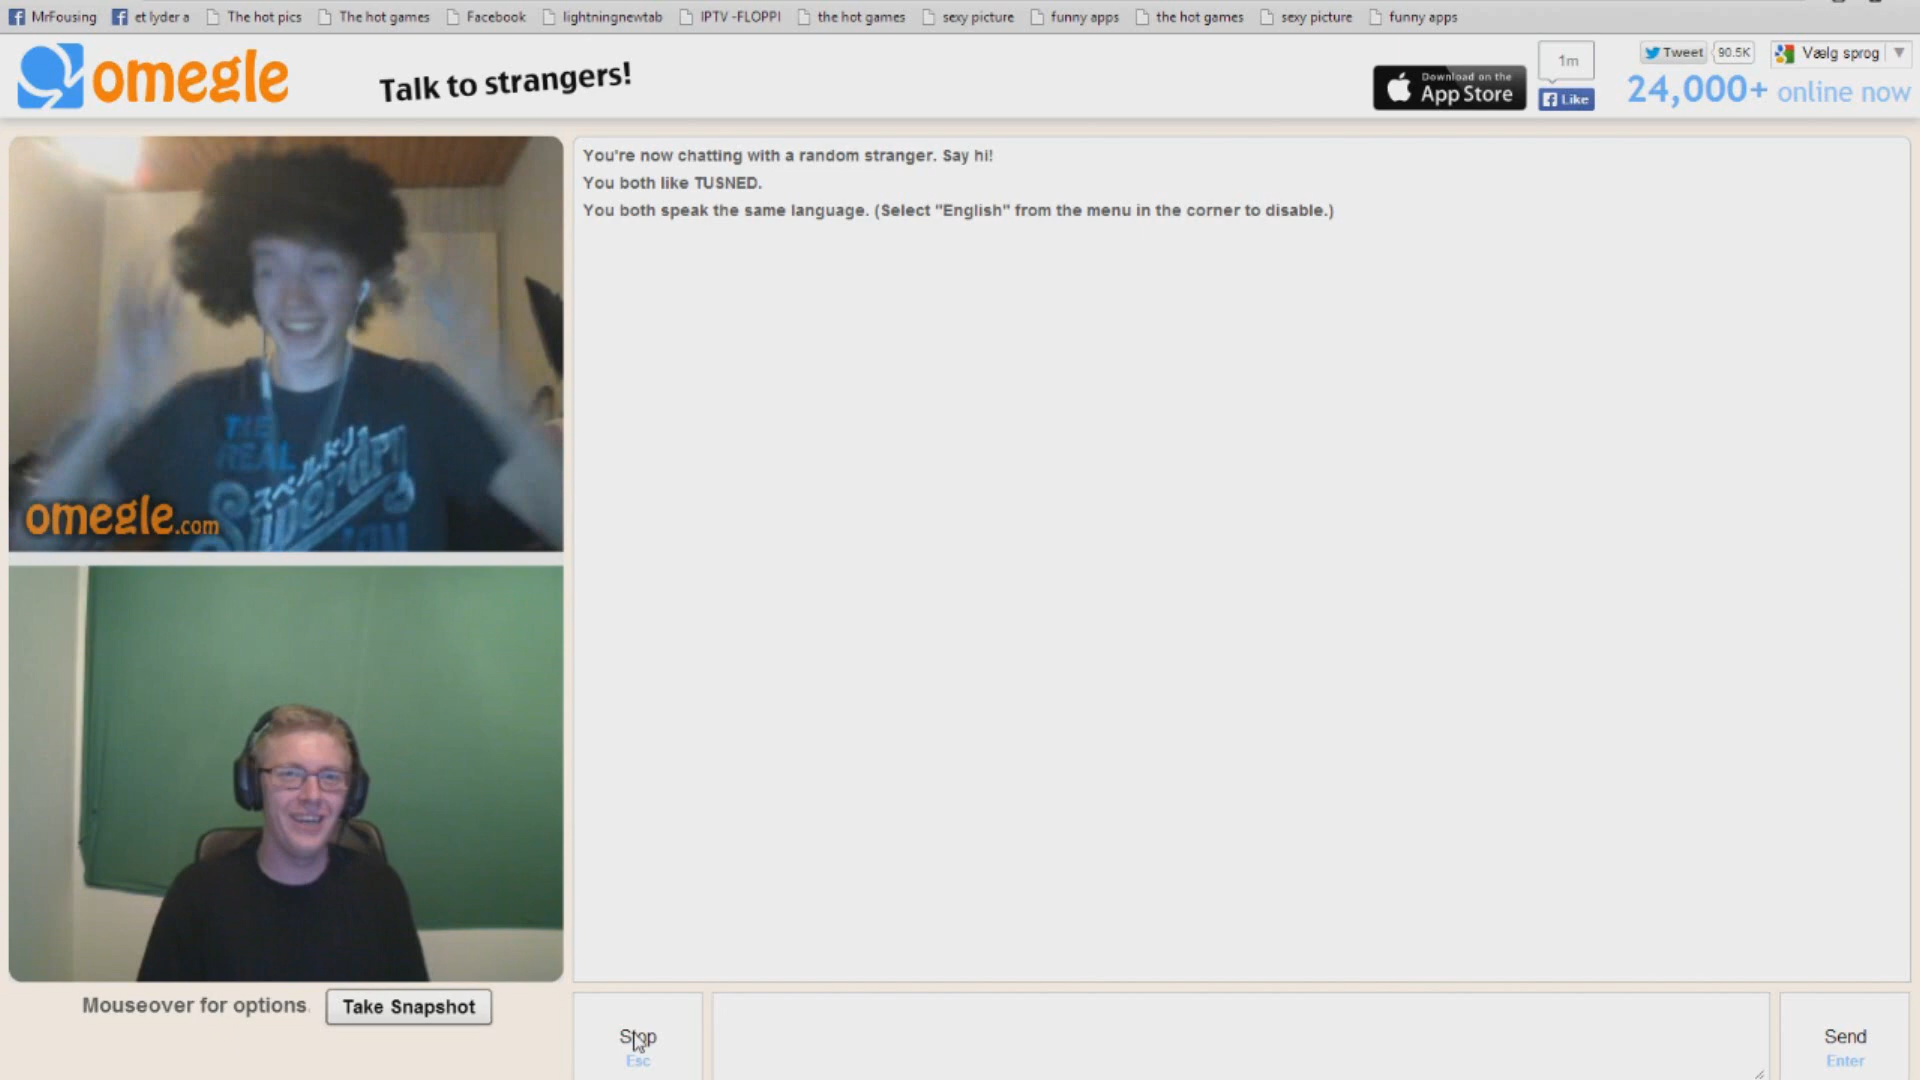 MrFousing et lyder a The hot pics The hot games Facebook lightningnewtab IPTV -FLOPPI the hot games sexy picture funny apps the hot games sexy picture funny apps
omegle Talk to strangers!
Download on the App Store
1m
Like
Tweet 90.5K Vælg sprog
24,000+ online now
You're now chatting with a random stranger. Say hi!
You both like TUSNED.
You both speak the same language. (Select "English" from the menu in the corner to disable.)
THE
REAL
Superdry
omegle.com
Mouseover for options. Take Snapshot
Stop
Esc
Send
Enter